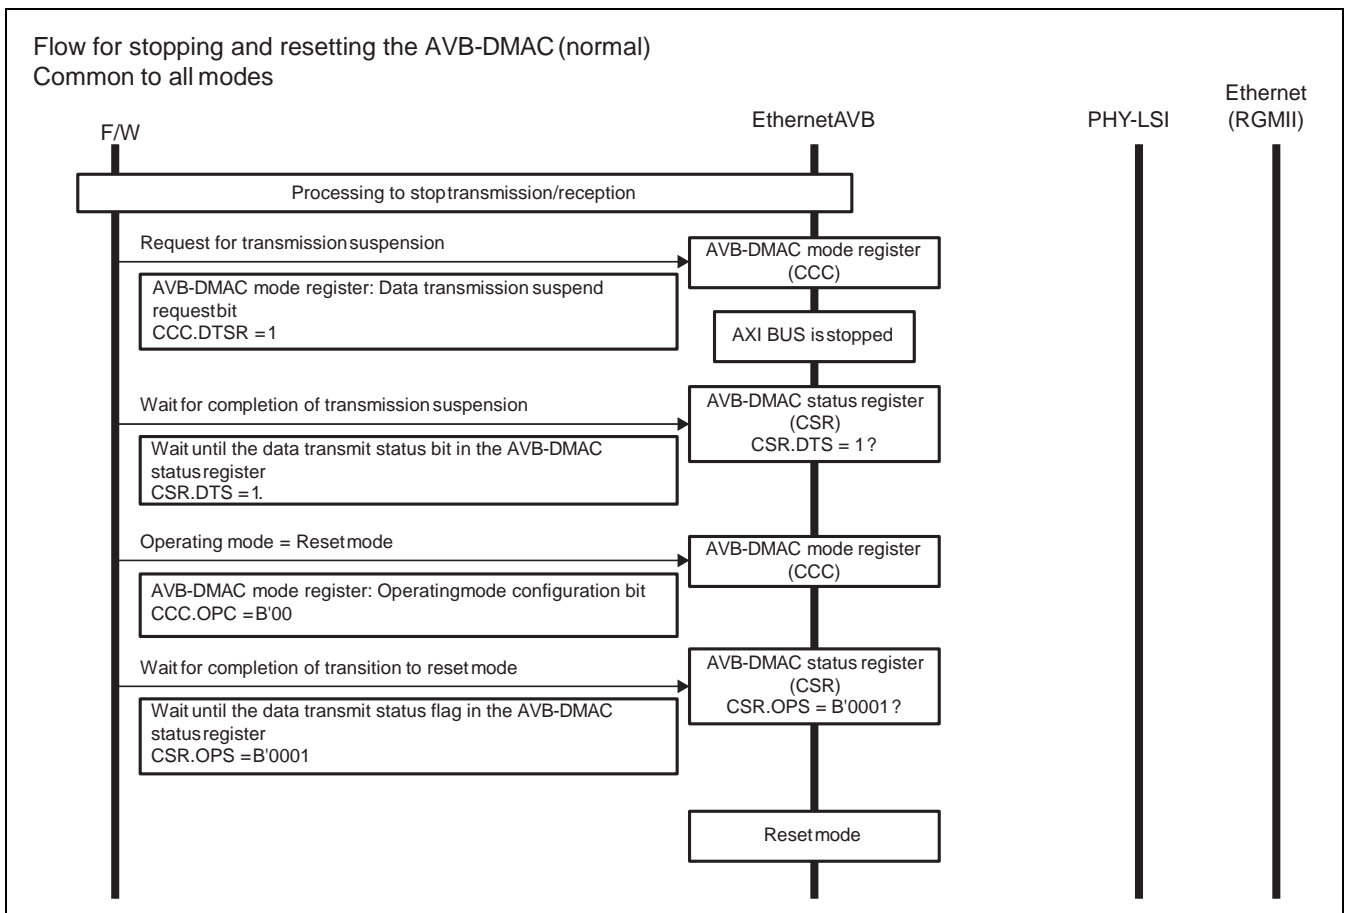 Flow for stopping and resetting the AVB-DMAC (normal)
Common to all modes
F/W
EthernetAVB
PHY-LSI
Ethernet
(RGMII)
Processing to stop transmission/reception
Request for transmission suspension
AVB-DMAC mode register
(CCC)
AVB-DMAC mode register: Data transmission suspend
request bit
CCC.DTSR = 1
AXI BUS is stopped
Wait for completion of transmission suspension
AVB-DMAC status register
(CSR)
CSR.DTS = 1?
Wait until the data transmit status bit in the AVB-DMAC
status register
CSR.DTS = 1.
Operating mode = Reset mode
AVB-DMAC mode register
(CCC)
AVB-DMAC mode register: Operating mode configuration bit
CCC.OPC = B'00
Wait for completion of transition to reset mode
AVB-DMAC status register
(CSR)
CSR.OPS = B'0001?
Wait until the data transmit status flag in the AVB-DMAC
status register
CSR.OPS = B'0001
Reset mode